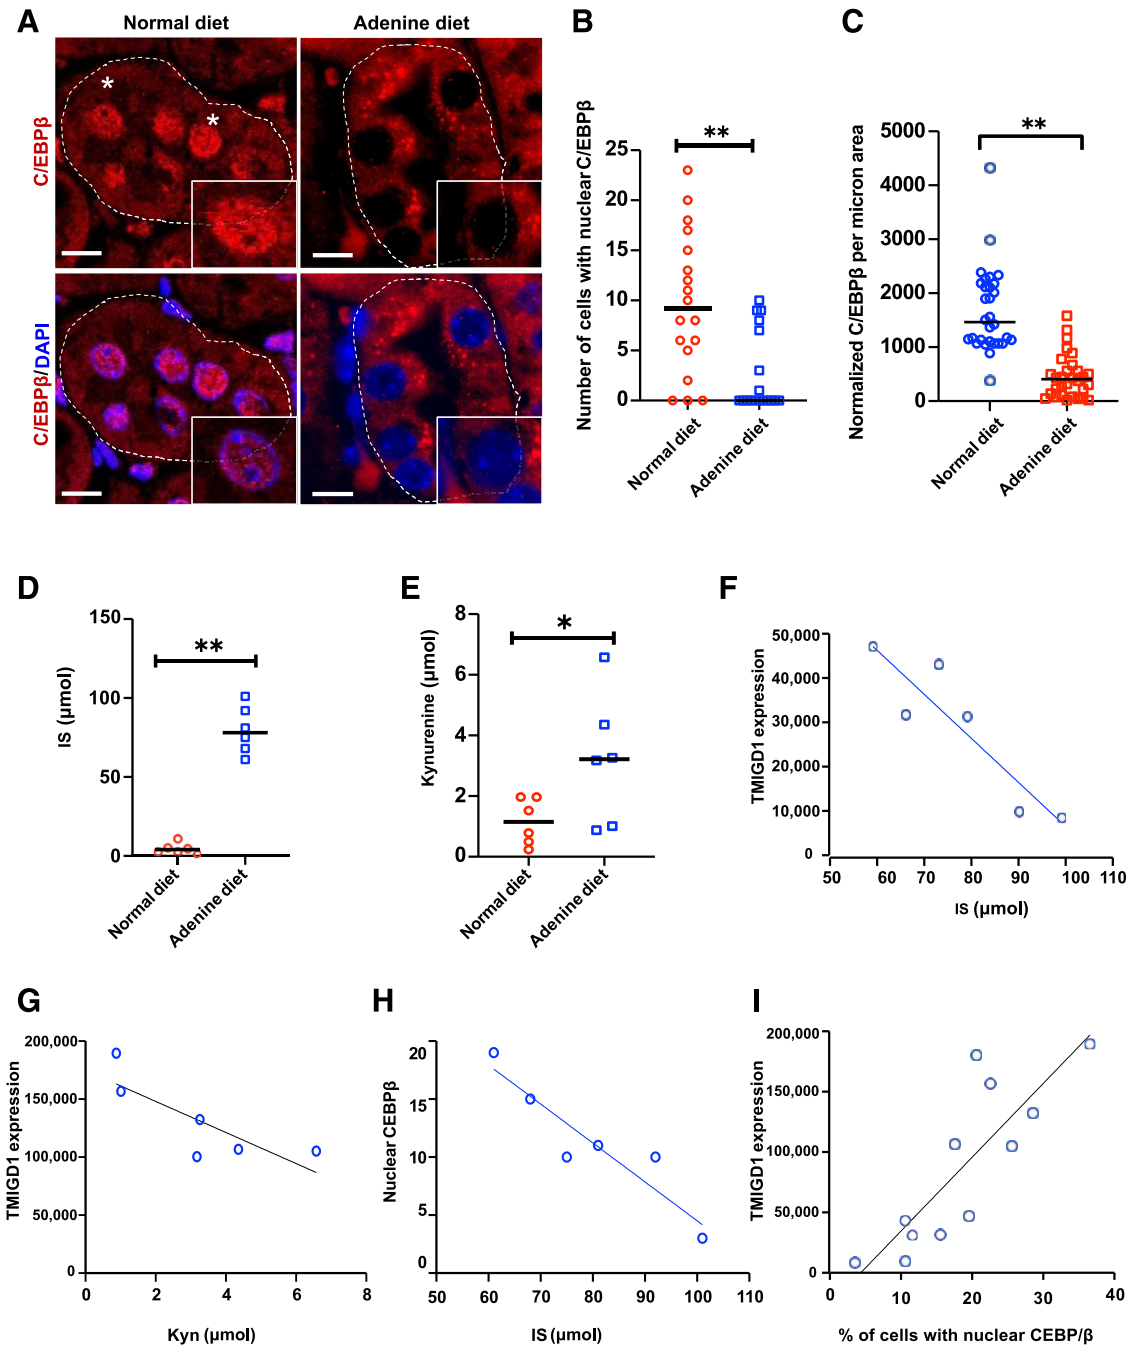 A
Normal diet
Adenine diet
C/EBPβ
*
*
C/EBPβ/DAPI
B
Number of cells with nuclear C/EBPβ
**
25
20
15
10
5
0
Normal diet
Adenine diet
C
Normalized C/EBPβ per micron area
**
5000
4000
3000
2000
1000
0
Normal diet
Adenine diet
D
IS (μmol)
**
150
100
50
0
Normal diet
Adenine diet
E
Kynurenine (μmol)
*
8
6
4
2
0
Normal diet
Adenine diet
F
TMIGD1 expression
50,000
40,000
30,000
20,000
10,000
0
50 60 70 80 90 100 110
IS (μmol)
G
TMIGD1 expression
200,000
150,000
100,000
50,000
0
0 2 4 6 8
Kyn (μmol)
H
Nuclear CEBPβ
20
15
10
5
0
50 60 70 80 90 100 110
IS (μmol)
I
TMIGD1 expression
200,000
150,000
100,000
50,000
0
0 10 20 30 40
% of cells with nuclear CEBP/β